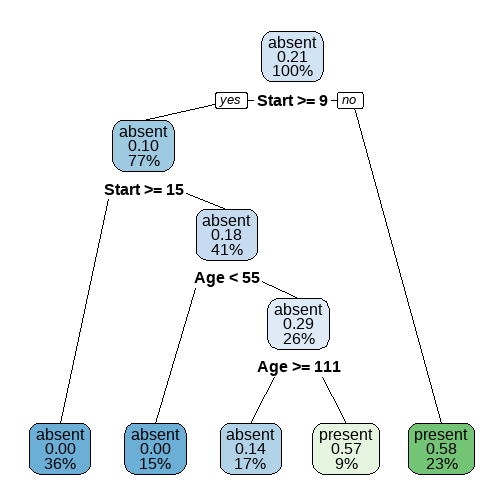 absent
0.21
100%
yes Start >= 9 no
absent
0.10
77%
Start >= 15
absent
0.18
41%
Age < 55
absent
0.29
26%
Age >= 111
absent
0.00
36%
absent
0.00
15%
absent
0.14
17%
present
0.57
9%
present
0.58
23%